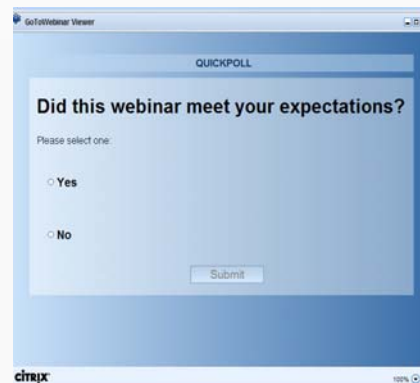 GoToWebinar Viewer
QUICKPOLL
Did this webinar meet your expectations?
Please select one:
Yes
No
Submit
CITRIX
100%